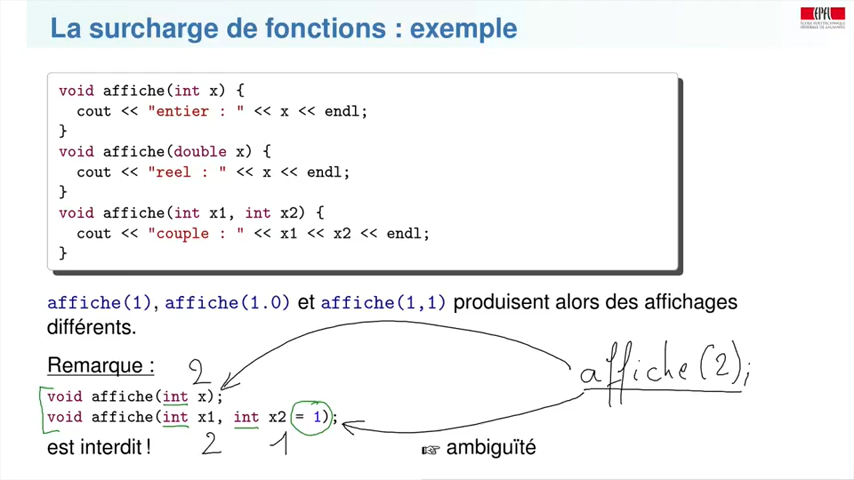 La surcharge de fonctions : exemple
EPFL
void affiche(int x) {
cout << "entier : " << x << endl;
}
void affiche(double x) {
cout << "reel : " << x << endl;
}
void affiche(int x1, int x2) {
cout << "couple : " << x1 << x2 << endl;
}
affiche(1), affiche(1.0) et affiche(1,1) produisent alors des affichages
différents.
Remarque :
2
affiche(2);
void affiche(int x);
void affiche(int x1, int x2 = 1);
est interdit !
2 1
☞ ambiguïté